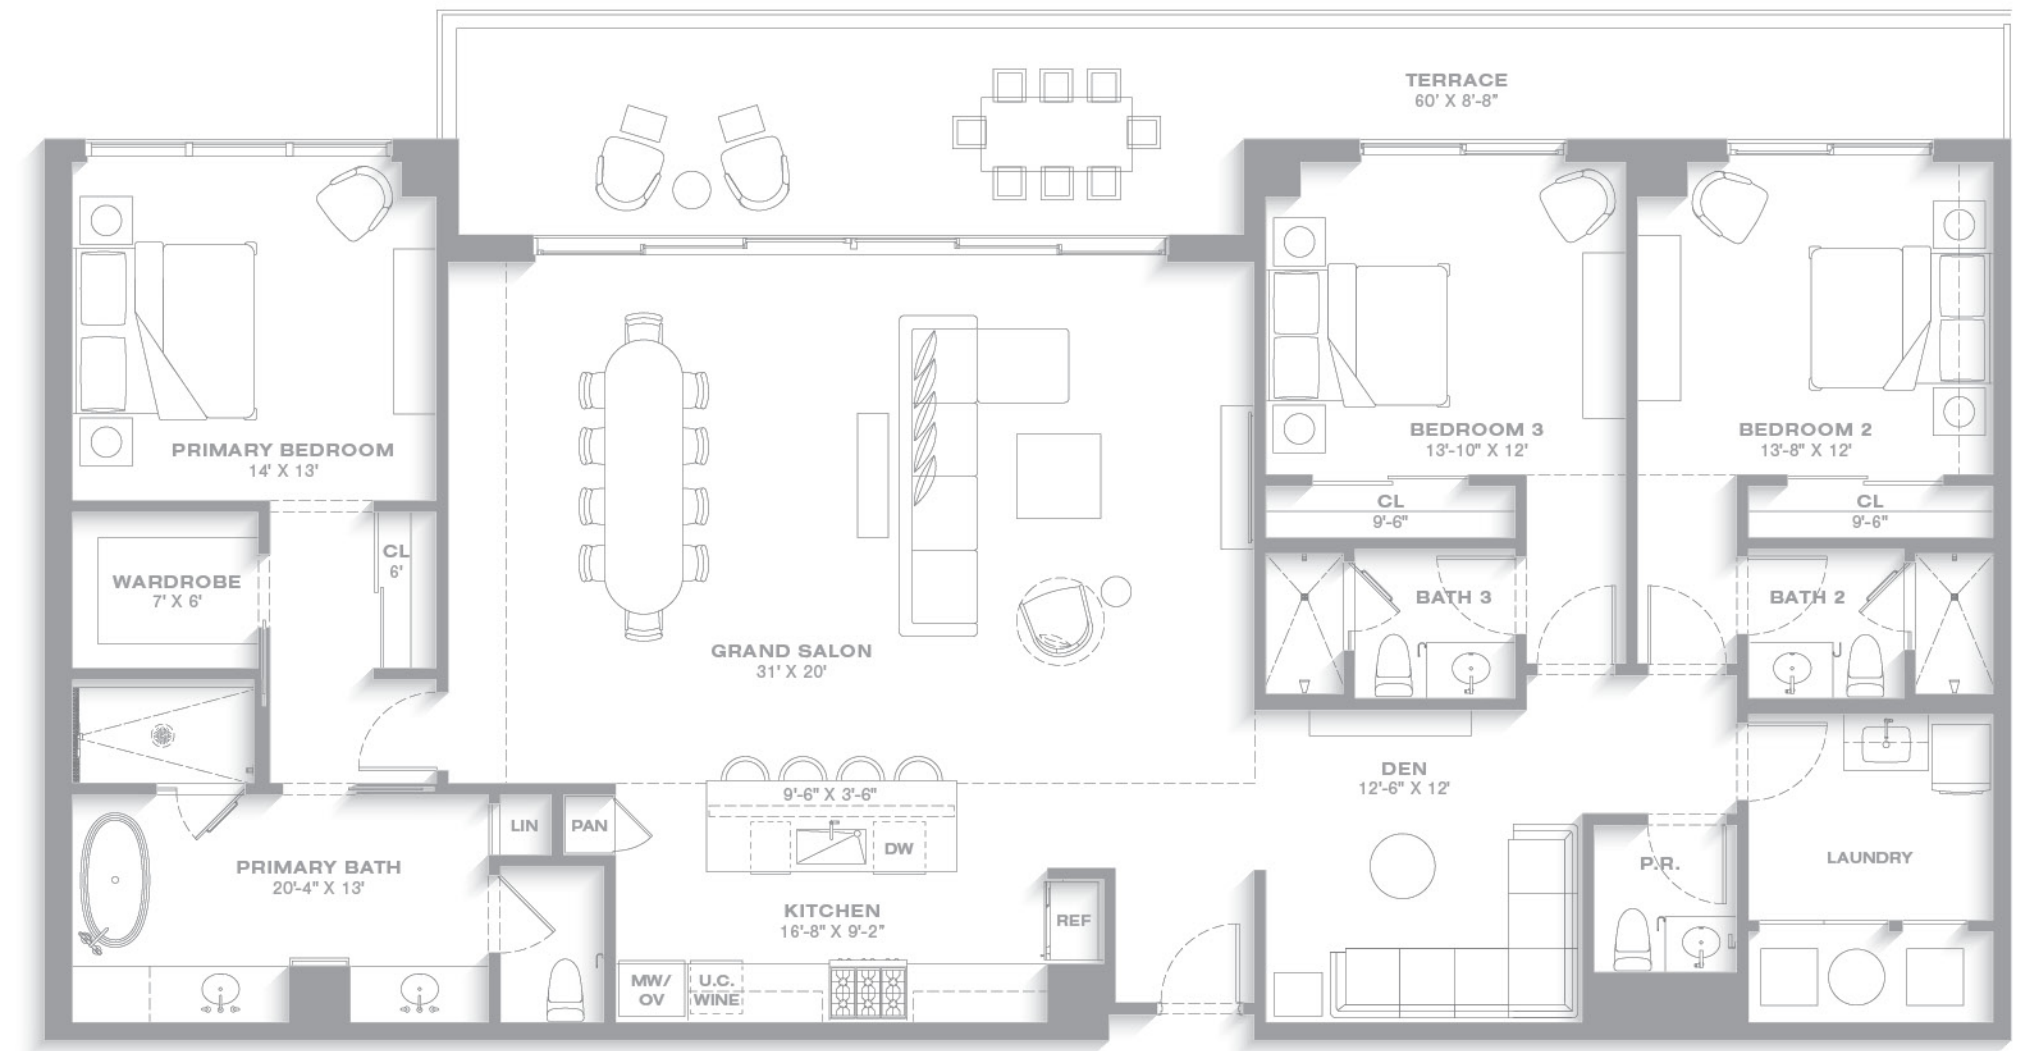 TERRACE
60' X 8'-8"
PRIMARY BEDROOM
14' X 13'
BEDROOM 3
13'-10" X 12'
BEDROOM 2
13'-8" X 12'
CL
9'-6"
CL
9'-6"
CL
6'
WARDROBE
7' X 6'
BATH 3
BATH 2
GRAND SALON
31' X 20'
DEN
12'-6" X 12'
9'-6" X 3'-6"
LIN
PAN
DW
PRIMARY BATH
20'-4" X 13'
P.R.
LAUNDRY
KITCHEN
16'-8" X 9'-2"
REF
MW/
OV
U.C.
WINE